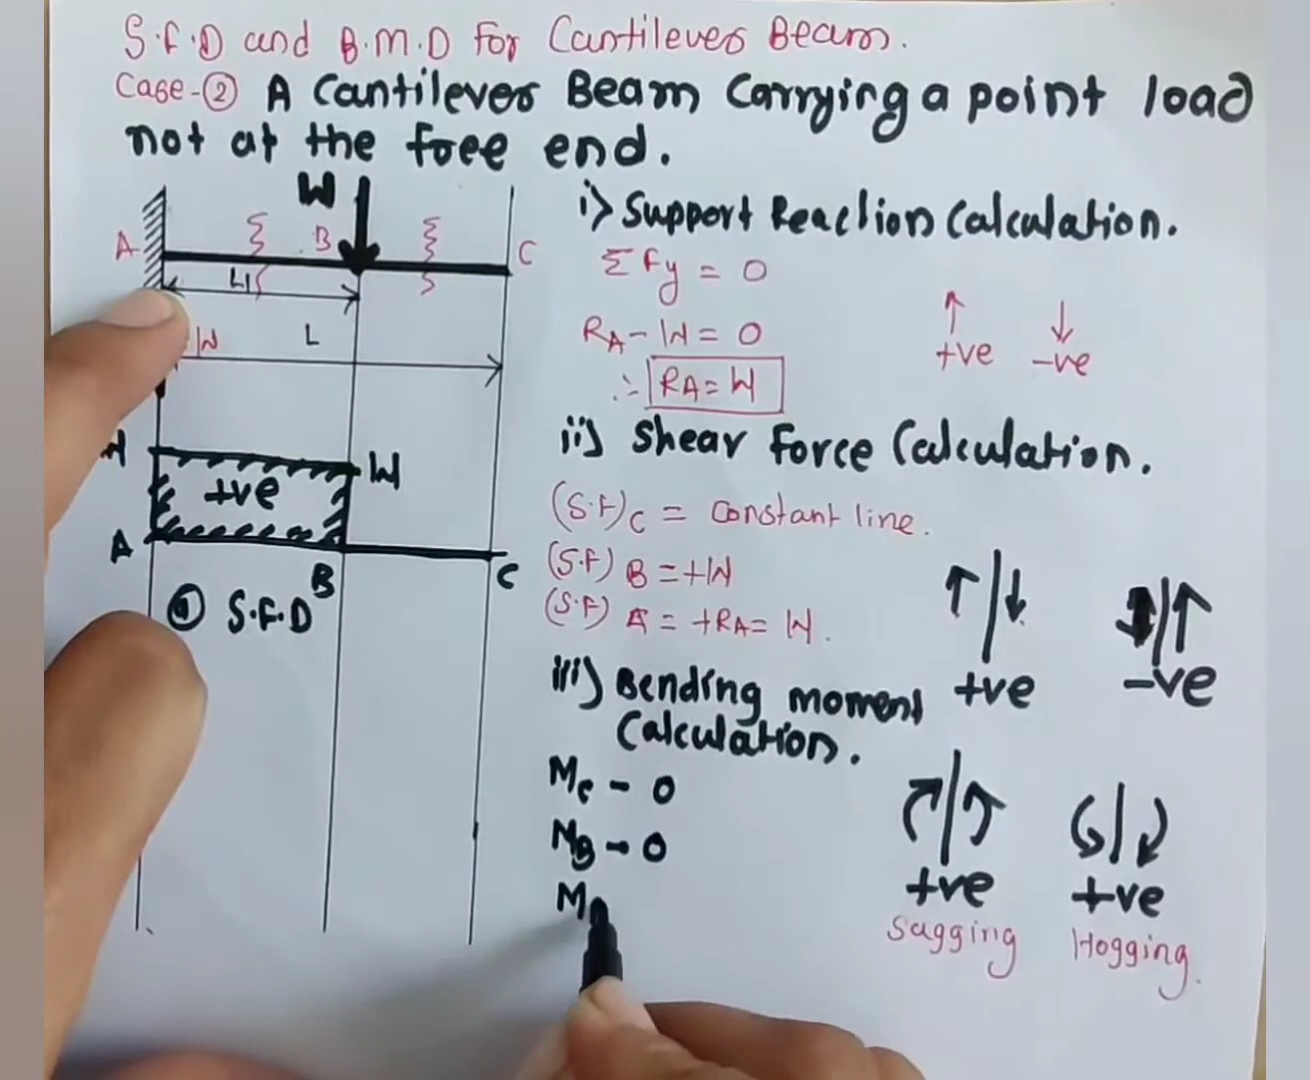 S.F.D and B.M.D For Cantilever Beam.
Case-② A Cantilever Beam Carrying a point load
not at the free end.
W
A
B
C
L1
L
W
i) Support Reaction Calculation.
Σfy = 0
RA - W = 0
∴ RA = W
↑ ↓
+ve -ve
ii) Shear Force Calculation.
(S.F)C = Constant line.
(S.F) B = +W
(S.F) A = +RA = W.
↑|↓ ↓|↑
+ve -ve
W
+ve
A
B
C
① S.F.D
iii) Bending moment
Calculation.
Mc - 0
MB - 0
M
+ve +ve
Sagging Hogging.